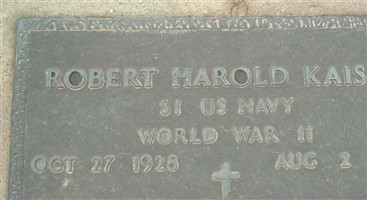 ROBERT HAROLD KAIS
S1 US NAVY
WORLD WAR II
OCT 27 1928 AUG 2